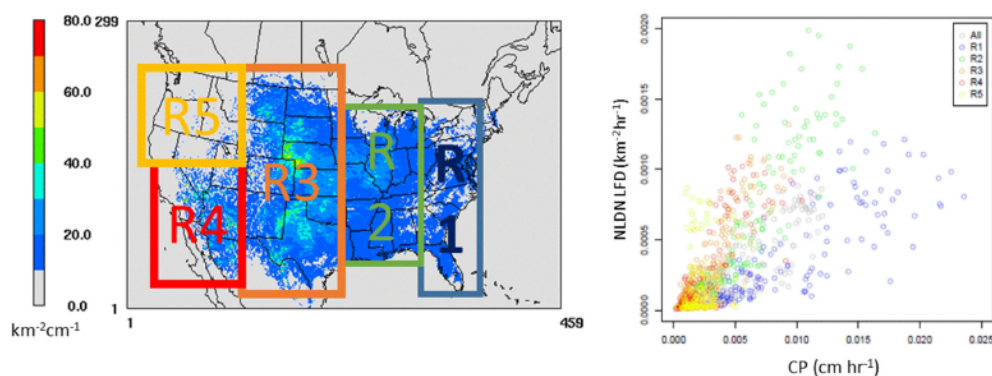 80.0
60.0
40.0
20.0
0.0
km⁻²cm⁻¹
299
1
1
459
R5
R4
R3
R
2
R
1
NLDN LFD (km⁻²hr⁻¹)
0.0020
0.0015
0.0010
0.0005
0.0000
All
R1
R2
R3
R4
R5
0.000
0.005
0.010
0.015
0.020
0.025
CP (cm hr⁻¹)